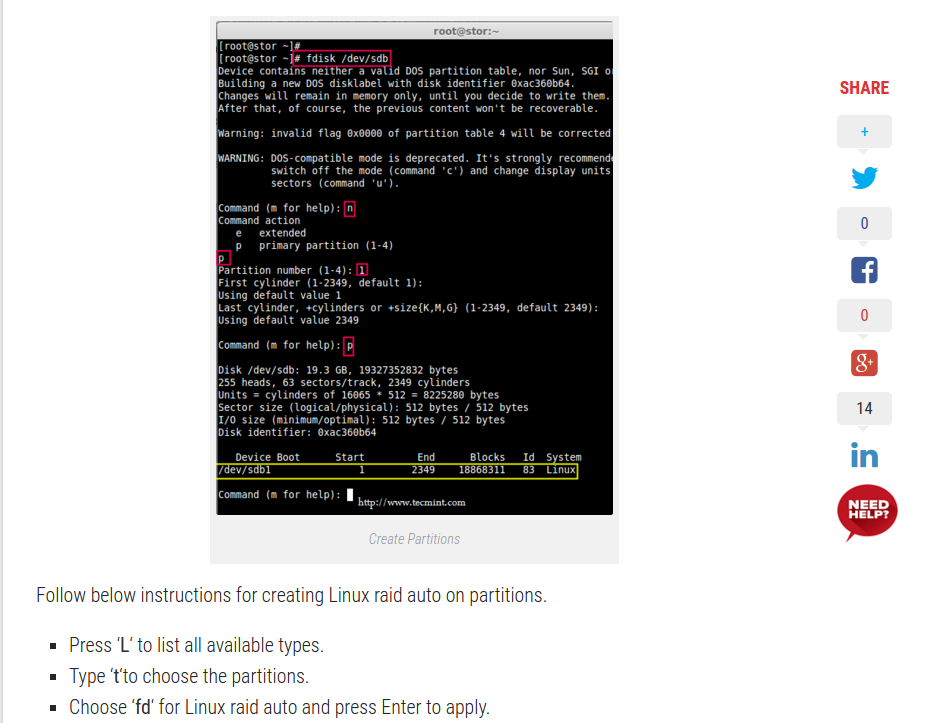 root@stor:~
[root@stor ~]#
[root@stor ~]# fdisk /dev/sdb
Device contains neither a valid DOS partition table, nor Sun, SGI o
Building a new DOS disklabel with disk identifier 0xac360b64.
Changes will remain in memory only, until you decide to write them.
After that, of course, the previous content won't be recoverable.
Warning: invalid flag 0x0000 of partition table 4 will be corrected
WARNING: DOS-compatible mode is deprecated. It's strongly recommend
switch off the mode (command 'c') and change display units
sectors (command 'u').
Command (m for help): n
Command action
e extended
p primary partition (1-4)
p
Partition number (1-4): 1
First cylinder (1-2349, default 1):
Using default value 1
Last cylinder, +cylinders or +size{K,M,G} (1-2349, default 2349):
Using default value 2349
Command (m for help): p
Disk /dev/sdb: 19.3 GB, 19327352832 bytes
255 heads, 63 sectors/track, 2349 cylinders
Units = cylinders of 16065 * 512 = 8225280 bytes
Sector size (logical/physical): 512 bytes / 512 bytes
I/O size (minimum/optimal): 512 bytes / 512 bytes
Disk identifier: 0xac360b64
Device Boot Start End Blocks Id System
/dev/sdb1 1 2349 18868311 83 Linux
Command (m for help):
http://www.tecmint.com
Create Partitions
Follow below instructions for creating Linux raid auto on partitions.
Press ‘L‘ to list all available types.
Type ‘t‘to choose the partitions.
Choose ‘fd‘ for Linux raid auto and press Enter to apply.
SHARE
+
0
f
0
g+
14
in
NEED
HELP?